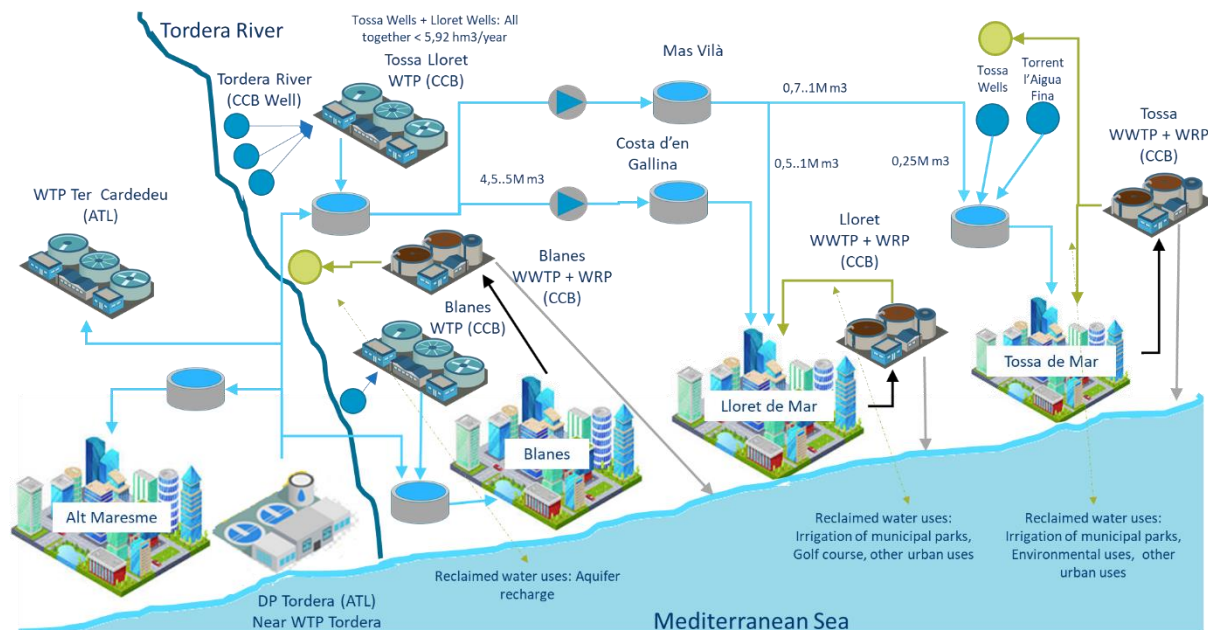 Tordera River
Tossa Wells + Lloret Wells: All
together < 5,92 hm3/year
Tossa Lloret
WTP (CCB)
Tordera River
(CCB Well)
Mas Vilà
0,7..1M m3
Tossa
Wells
Torrent
l'Aigua
Fina
Tossa
WWTP + WRP
(CCB)
Costa d'en
Gallina
4,5..5M m3
0,5..1M m3
0,25M m3
WTP Ter Cardedeu
(ATL)
Blanes
WWTP + WRP
(CCB)
Lloret
WWTP + WRP
(CCB)
Blanes
WTP (CCB)
Tossa de Mar
Lloret de Mar
Blanes
Alt Maresme
Reclaimed water uses:
Irrigation of municipal parks,
Golf course, other urban uses
Reclaimed water uses:
Irrigation of municipal parks,
Environmental uses, other
urban uses
Reclaimed water uses: Aquifer
recharge
DP Tordera (ATL)
Near WTP Tordera
Mediterranean Sea